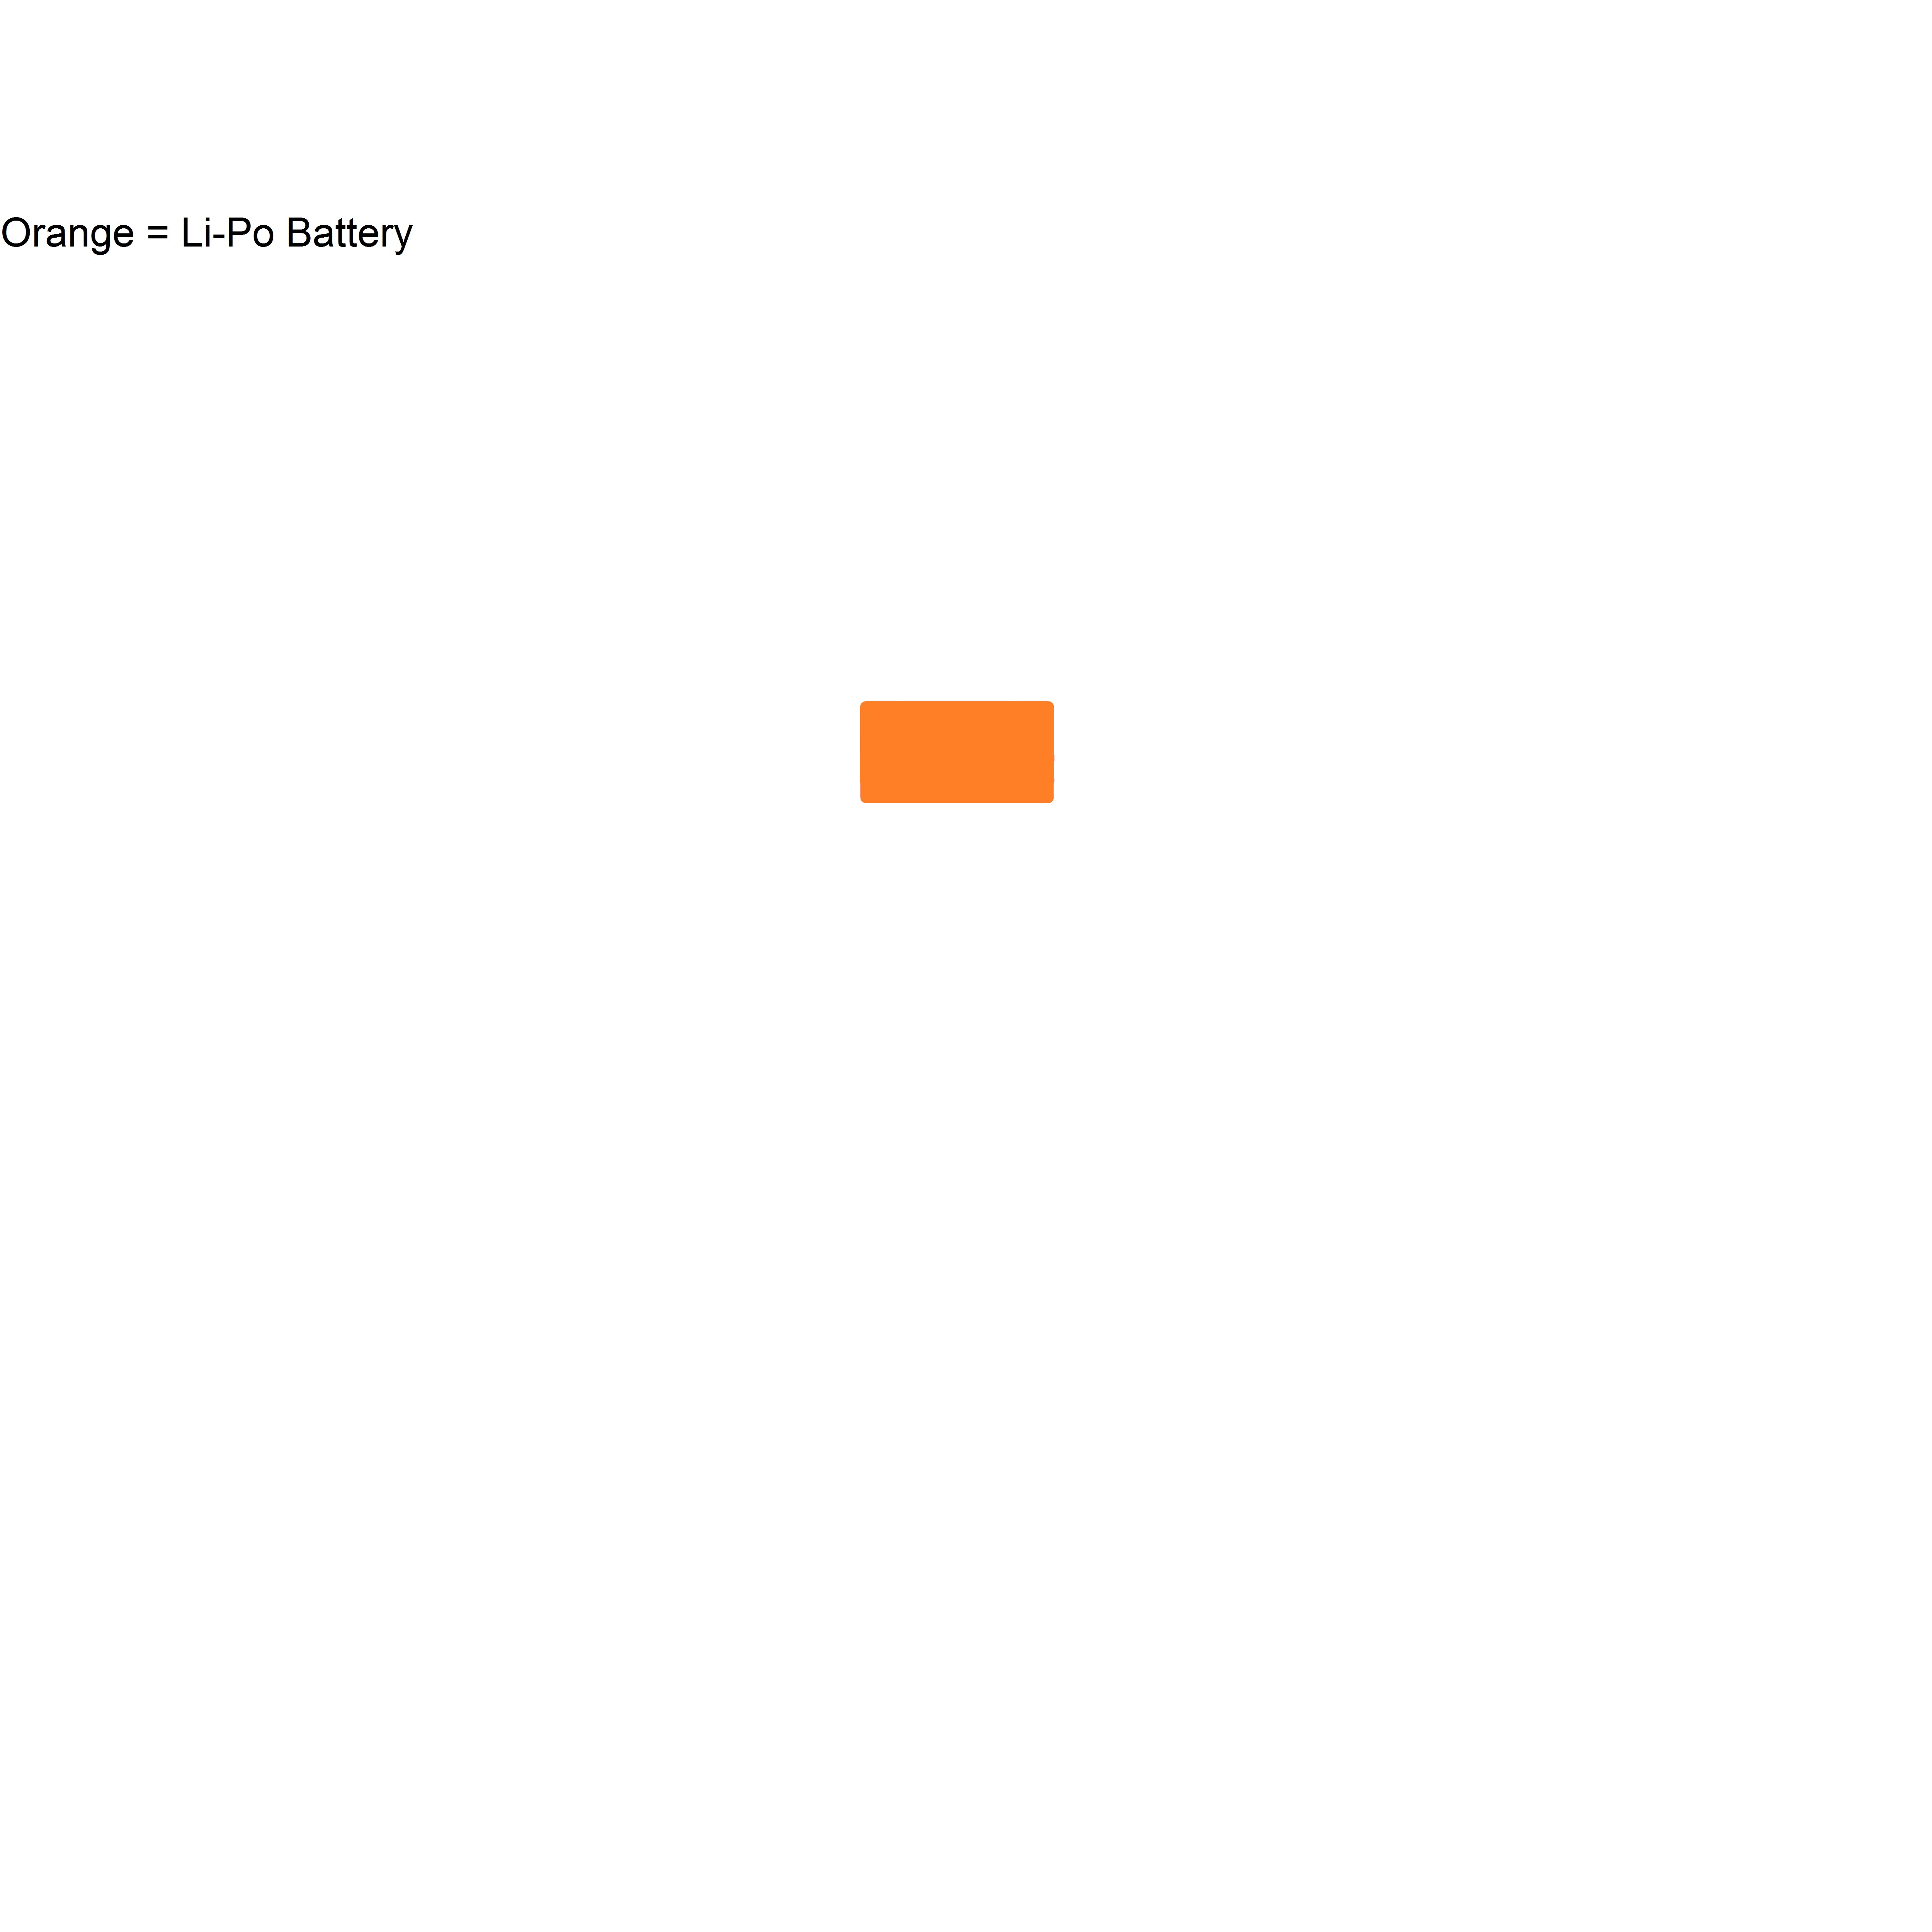 Orange = Li-Po Battery